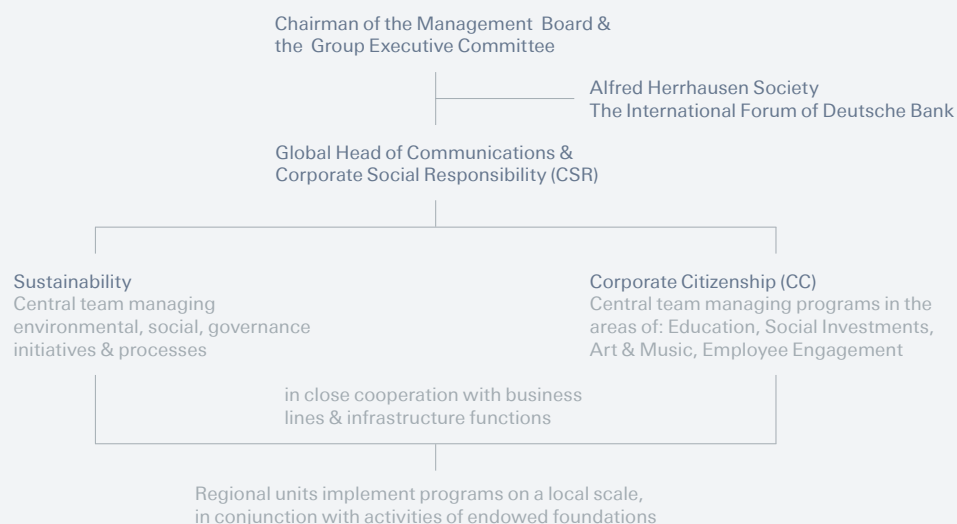 Chairman of the Management Board &
the Group Executive Committee
Alfred Herrhausen Society
The International Forum of Deutsche Bank
Global Head of Communications &
Corporate Social Responsibility (CSR)
Sustainability
Central team managing
environmental, social, governance
initiatives & processes
Corporate Citizenship (CC)
Central team managing programs in the
areas of: Education, Social Investments,
Art & Music, Employee Engagement
in close cooperation with business
lines & infrastructure functions
Regional units implement programs on a local scale,
in conjunction with activities of endowed foundations